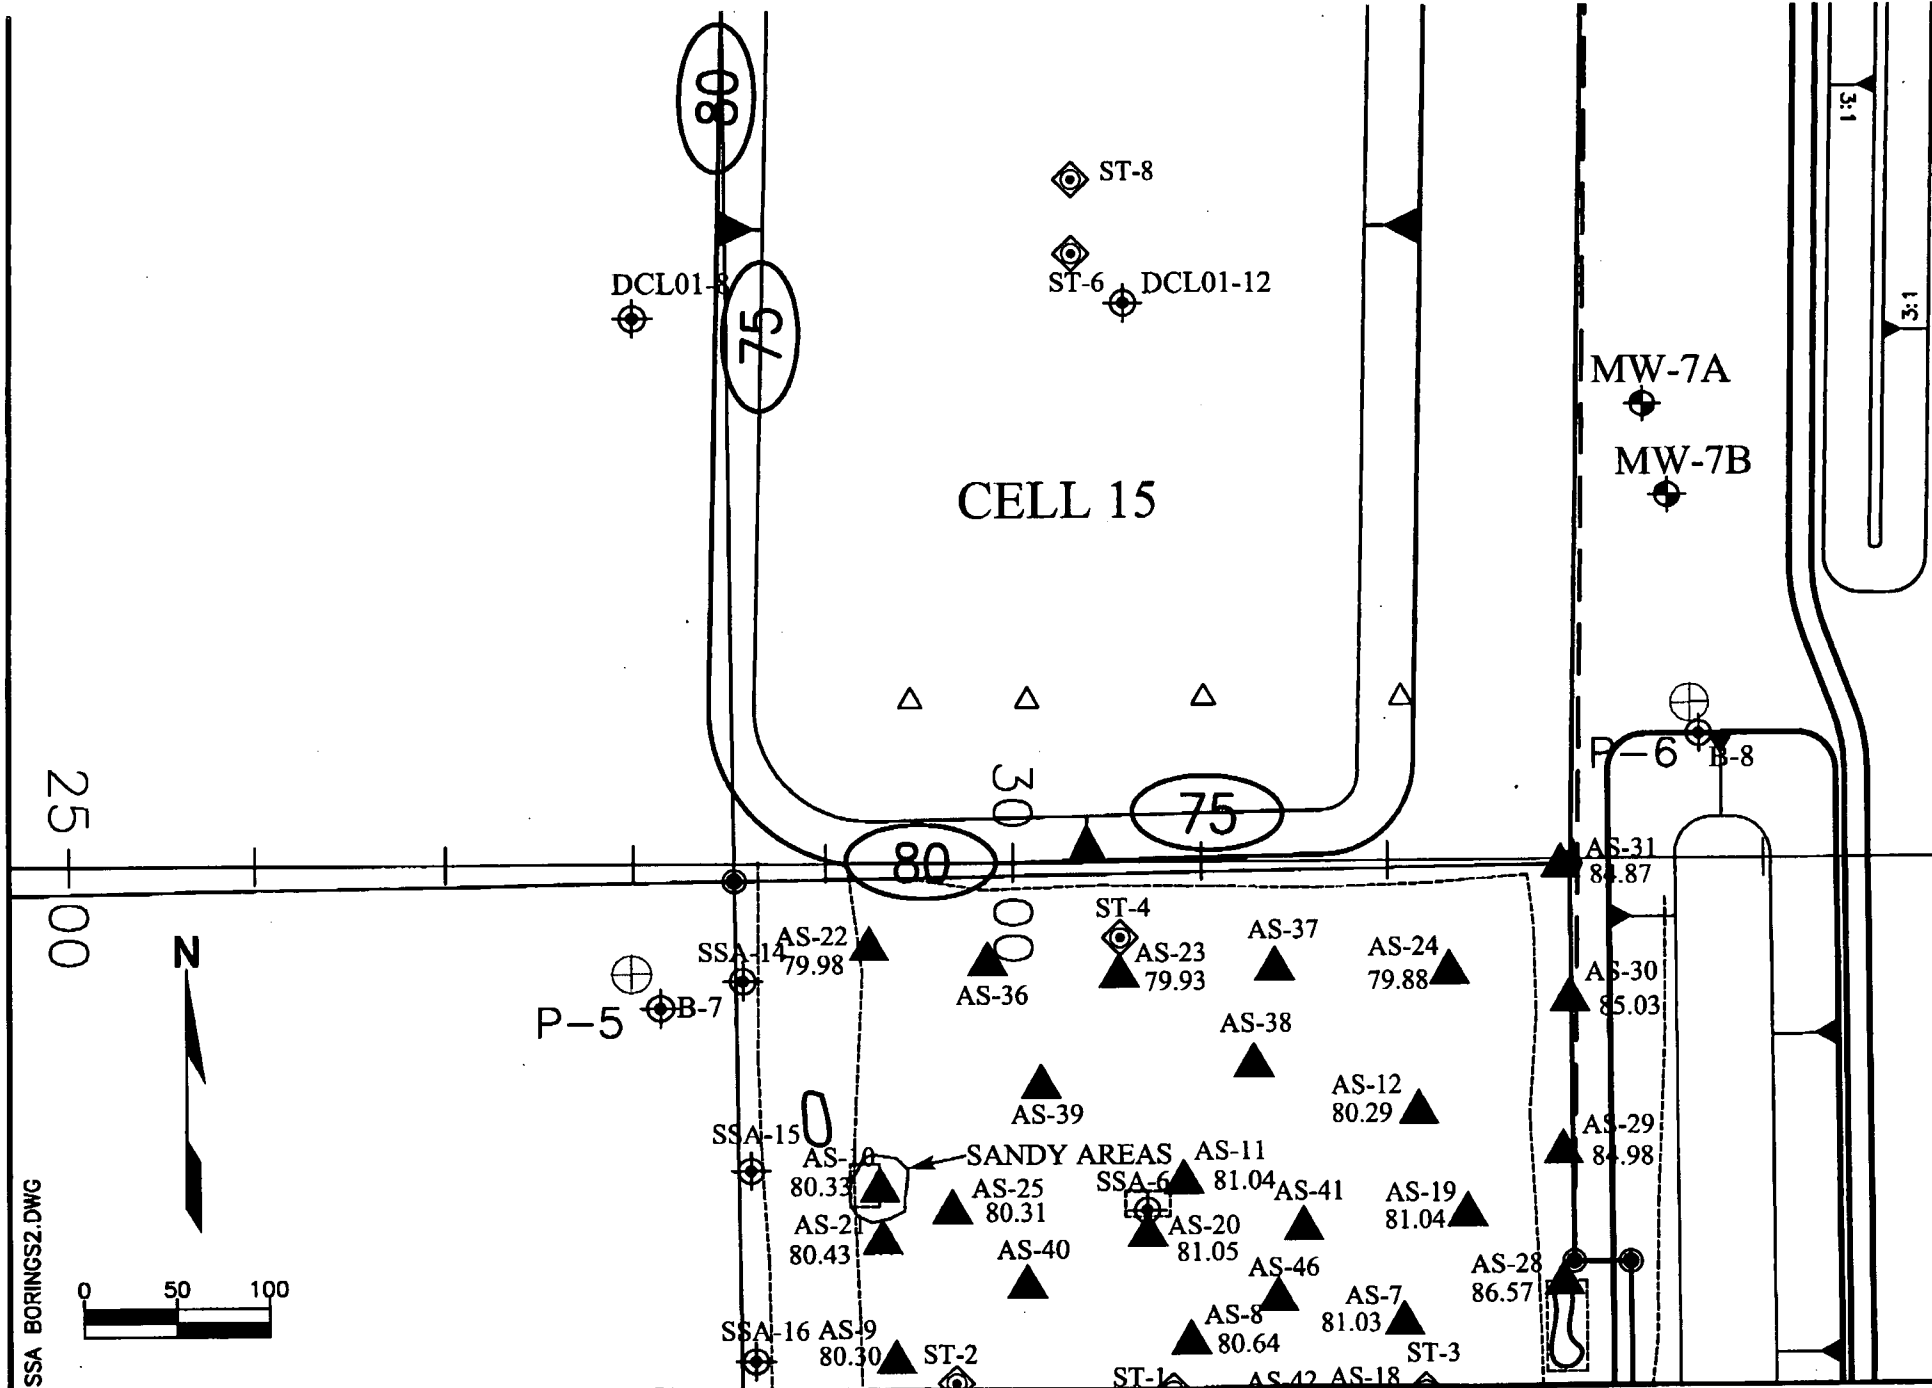 80
3:1
ST-8
ST-6
DCL01-12
DCL01-8
75
3:1
MW-7A
MW-7B
CELL 15
P-6
B-8
25
30
75
80
AS-31
84.87
00
00
N
ST-4
AS-22
79.98
SSA-14
AS-36
AS-23
79.93
AS-37
AS-24
79.88
AS-30
85.03
P-5
B-7
AS-38
AS-39
AS-12
80.29
AS-29
84.98
SSA-15
AS-10
80.33
SANDY AREAS
AS-11
81.04
SSA-6
AS-25
80.31
AS-41
AS-19
81.04
AS-21
80.43
AS-20
81.05
AS-40
AS-46
AS-28
86.57
0 50 100
SSA-16
AS-9
80.30
ST-2
AS-8
80.64
AS-7
81.03
ST-3
ST-1
AS-42
AS-18
SSA BORINGS2.DWG